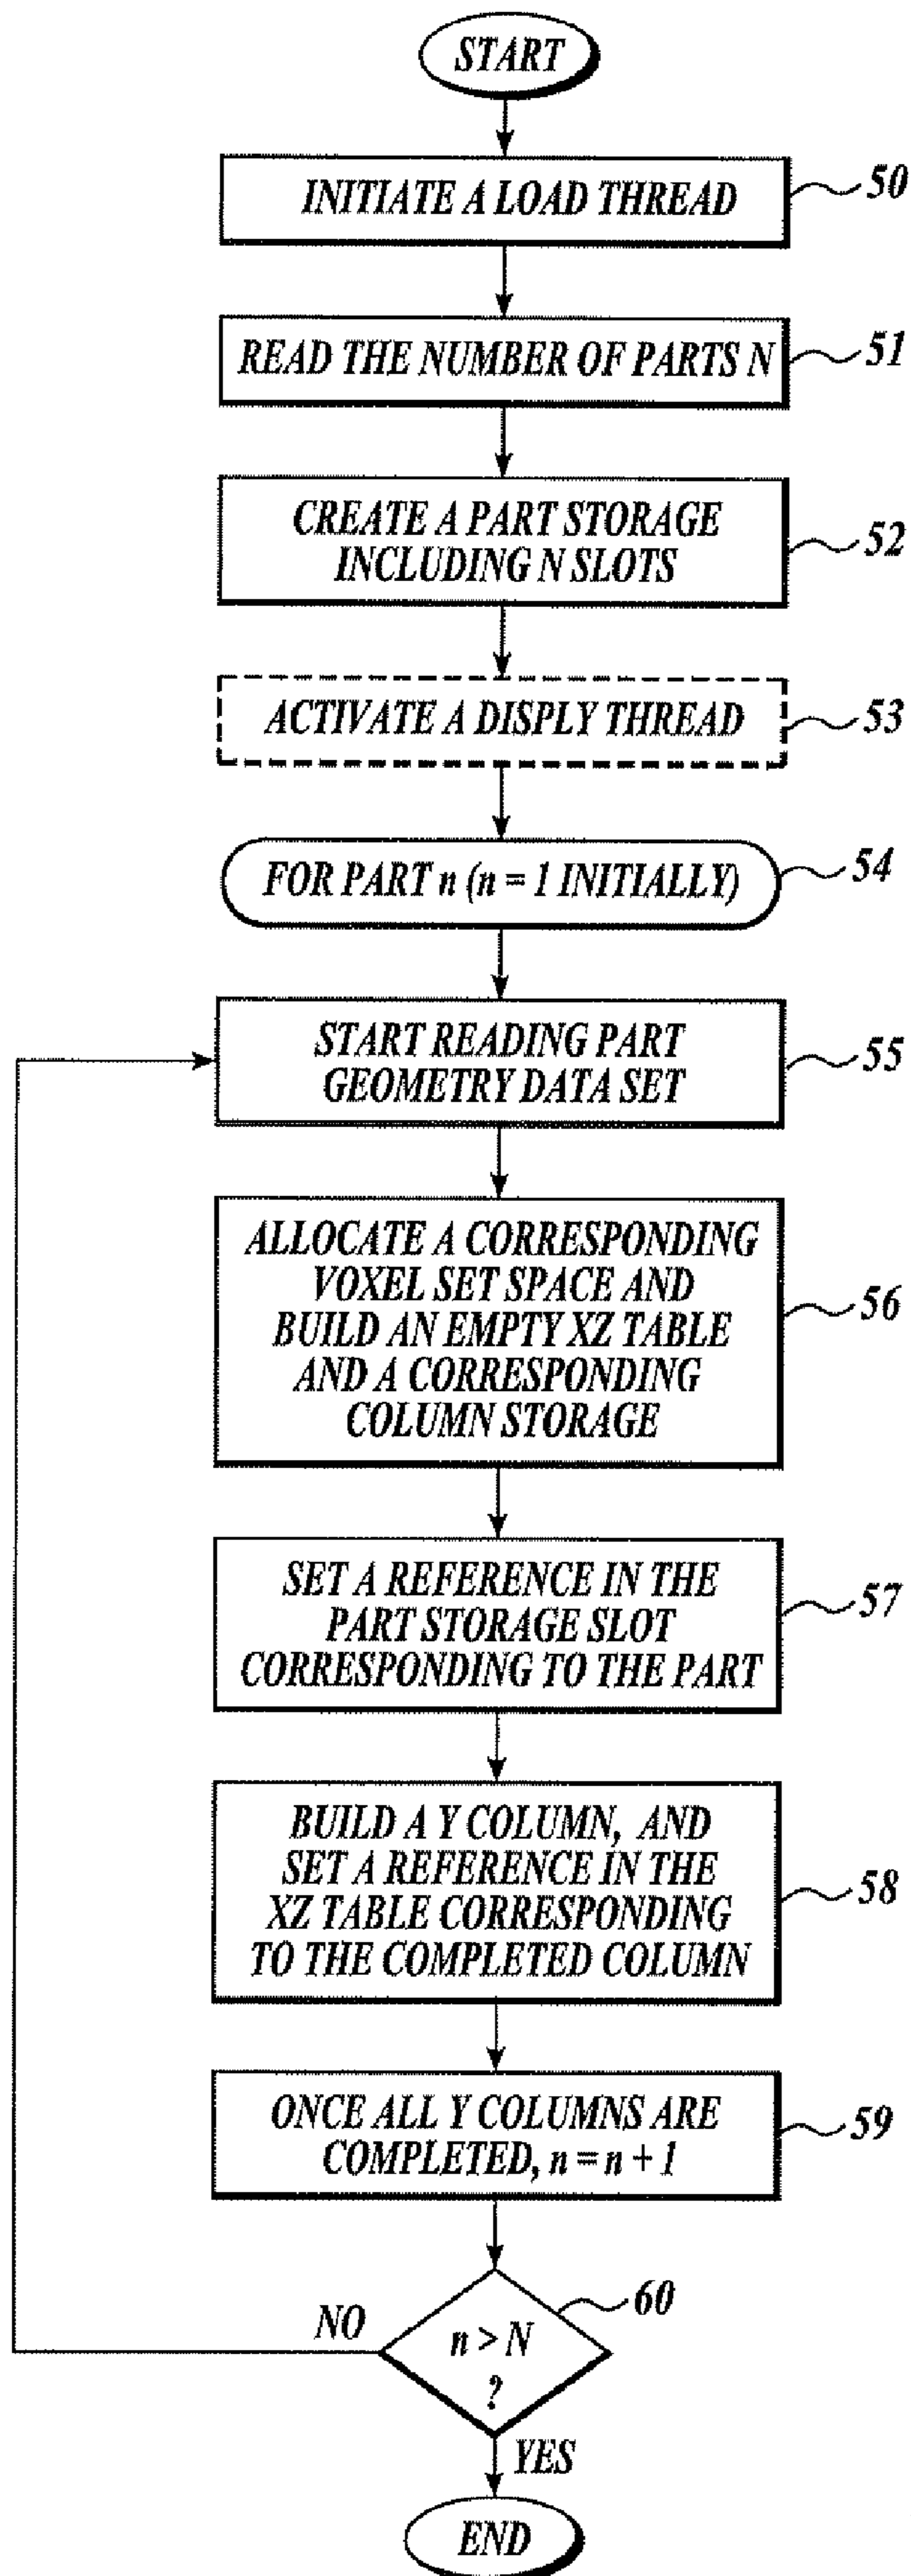 START
INITIATE A LOAD THREAD
50
READ THE NUMBER OF PARTS N
51
CREATE A PART STORAGE
INCLUDING N SLOTS
52
ACTIVATE A DISPLY THREAD
53
FOR PART n (n = 1 INITIALLY)
54
START READING PART
GEOMETRY DATA SET
55
ALLOCATE A CORRESPONDING
VOXEL SET SPACE AND
BUILD AN EMPTY XZ TABLE
AND A CORRESPONDING
COLUMN STORAGE
56
SET A REFERENCE IN THE
PART STORAGE SLOT
CORRESPONDING TO THE PART
57
BUILD A Y COLUMN, AND
SET A REFERENCE IN THE
XZ TABLE CORRESPONDING
TO THE COMPLETED COLUMN
58
ONCE ALL Y COLUMNS ARE
COMPLETED, n = n + 1
59
60
NO
n > N
?
YES
END